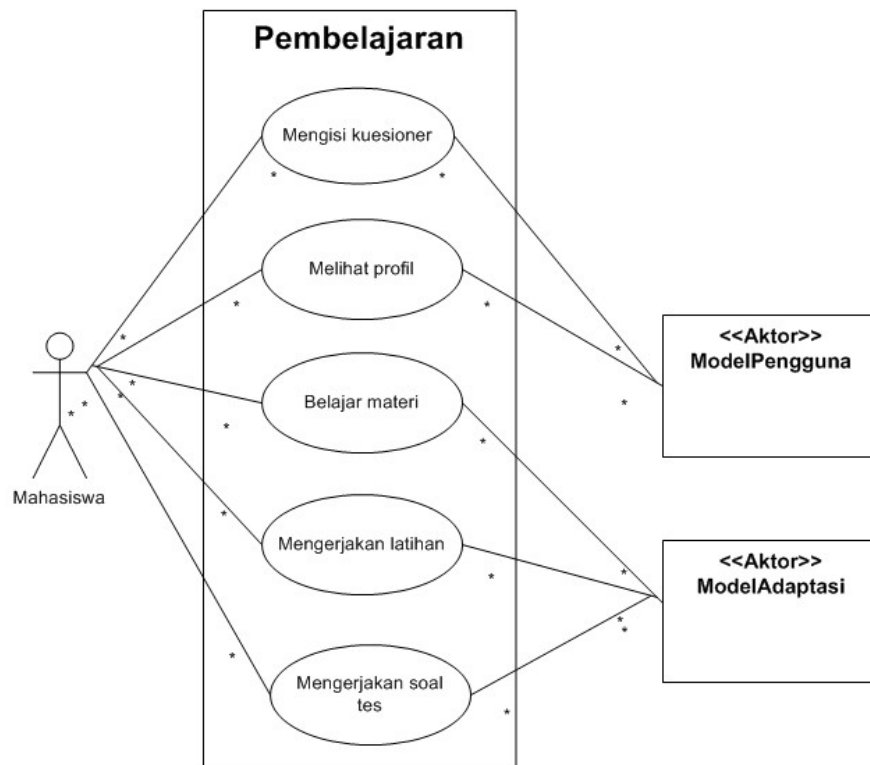 Pembelajaran
Mengisi kuesioner
*
*
Melihat profil
*
*
*
*
<<Aktor>>
ModelPengguna
*
*
*
*
*
Belajar materi
*
*
Mahasiswa
*
Mengerjakan latihan
*
*
<<Aktor>>
ModelAdaptasi
*
*
*
Mengerjakan soal
tes
*